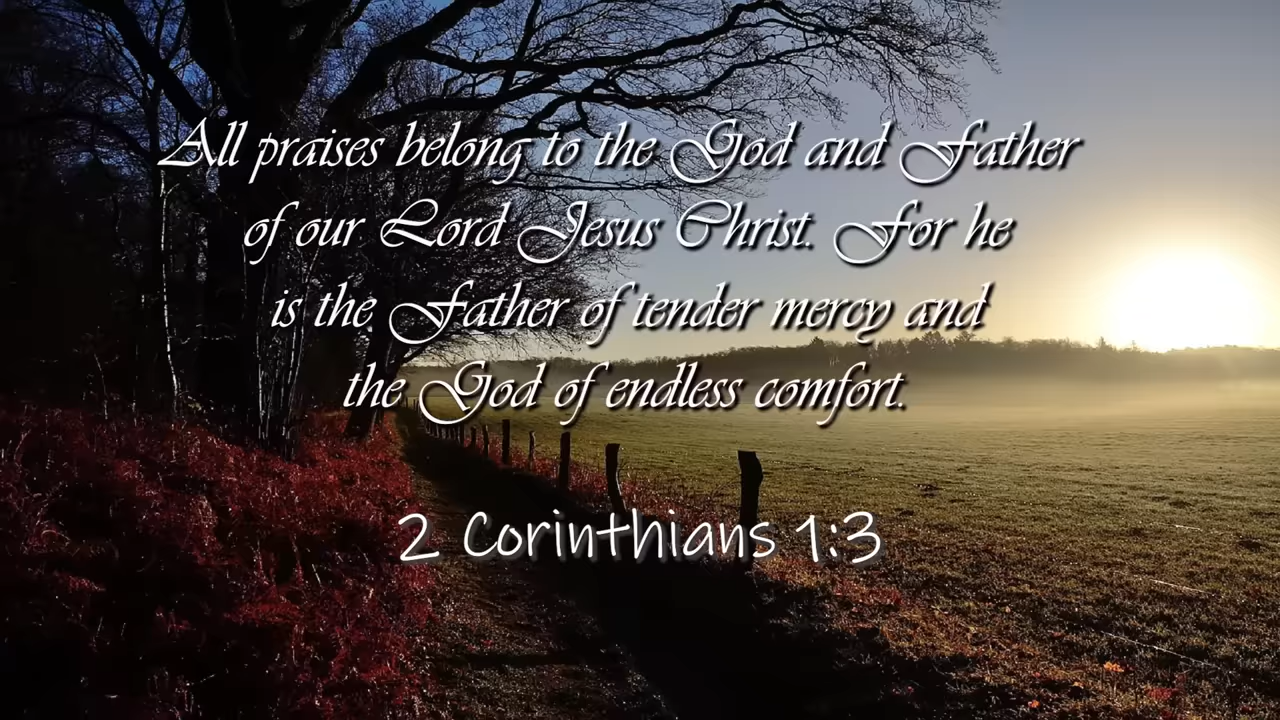 All praises belong to the God and Father
of our Lord Jesus Christ. For he
is the Father of tender mercy and
the God of endless comfort.
2 Corinthians 1:3